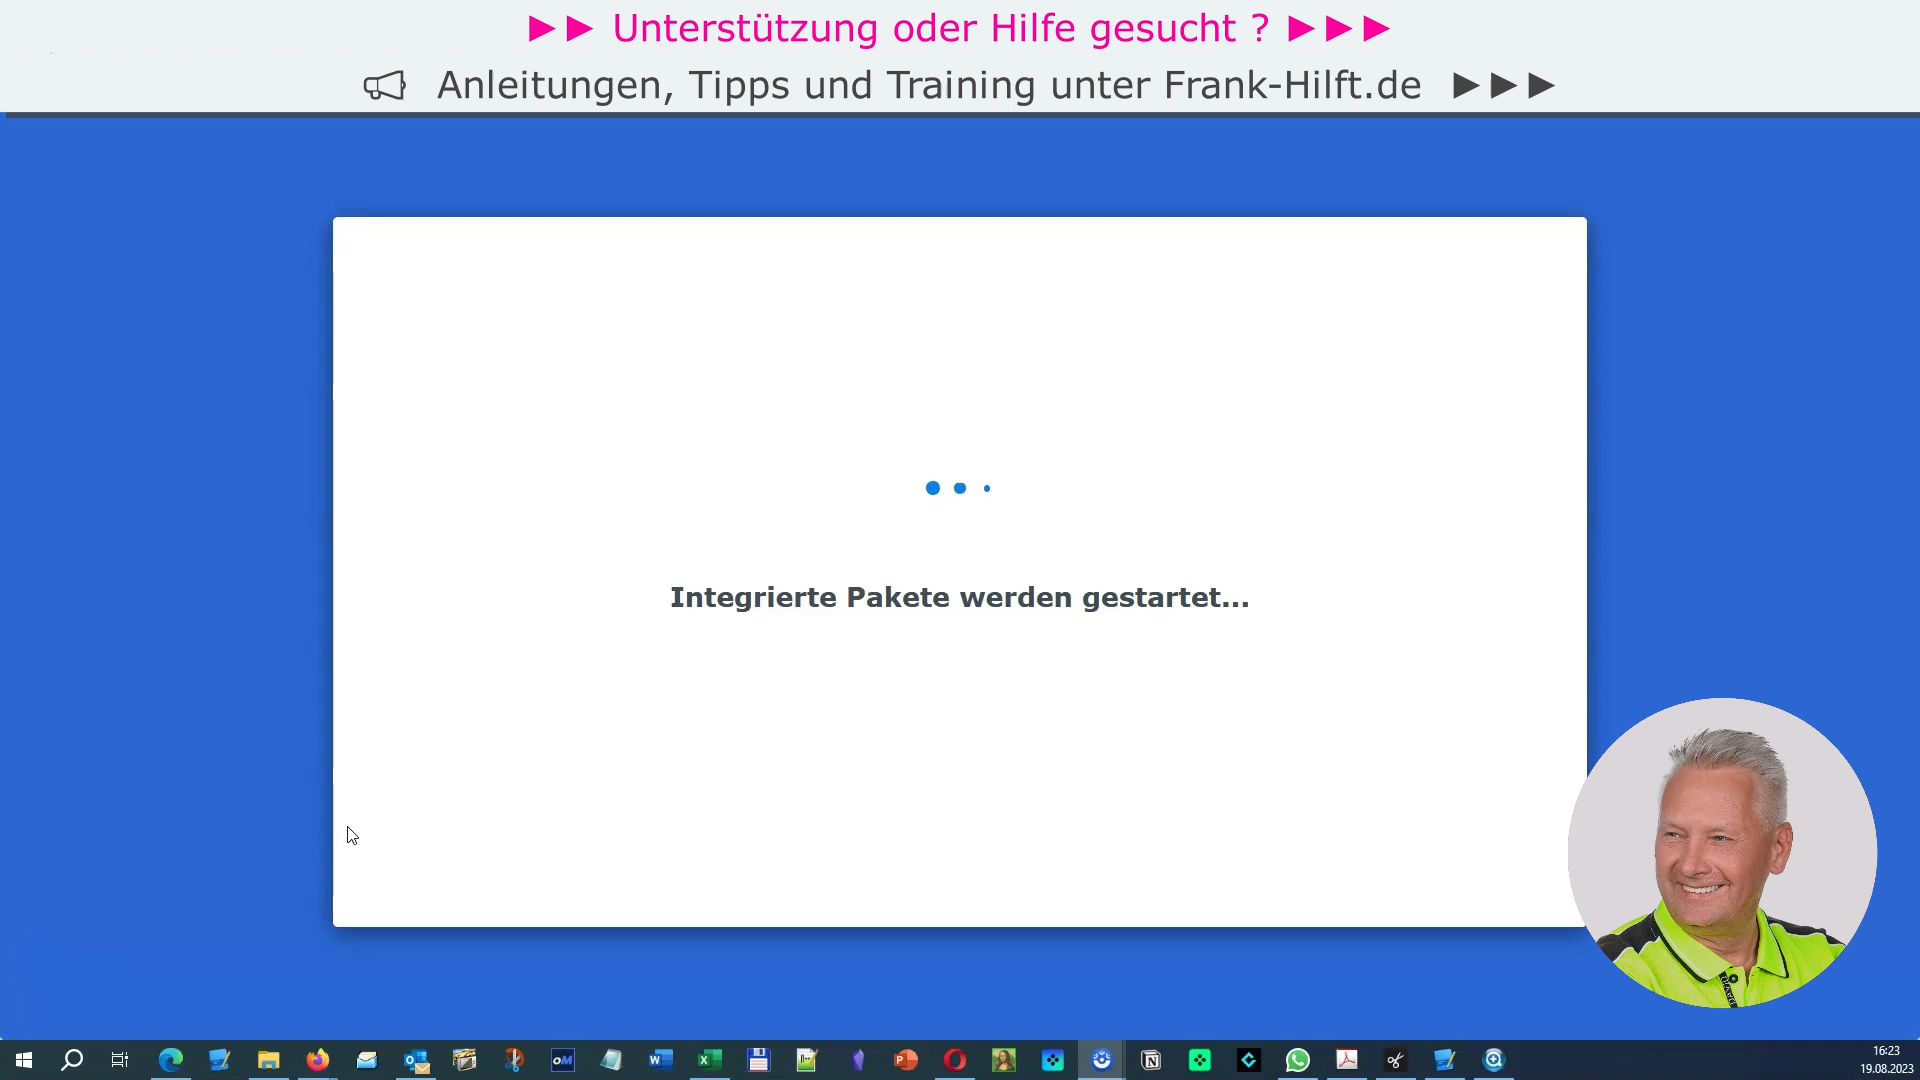 ►► Unterstützung oder Hilfe gesucht ? ►►►
Anleitungen, Tipps und Training unter Frank-Hilft.de ►►►
Integrierte Pakete werden gestartet...
16:23
19.08.2023